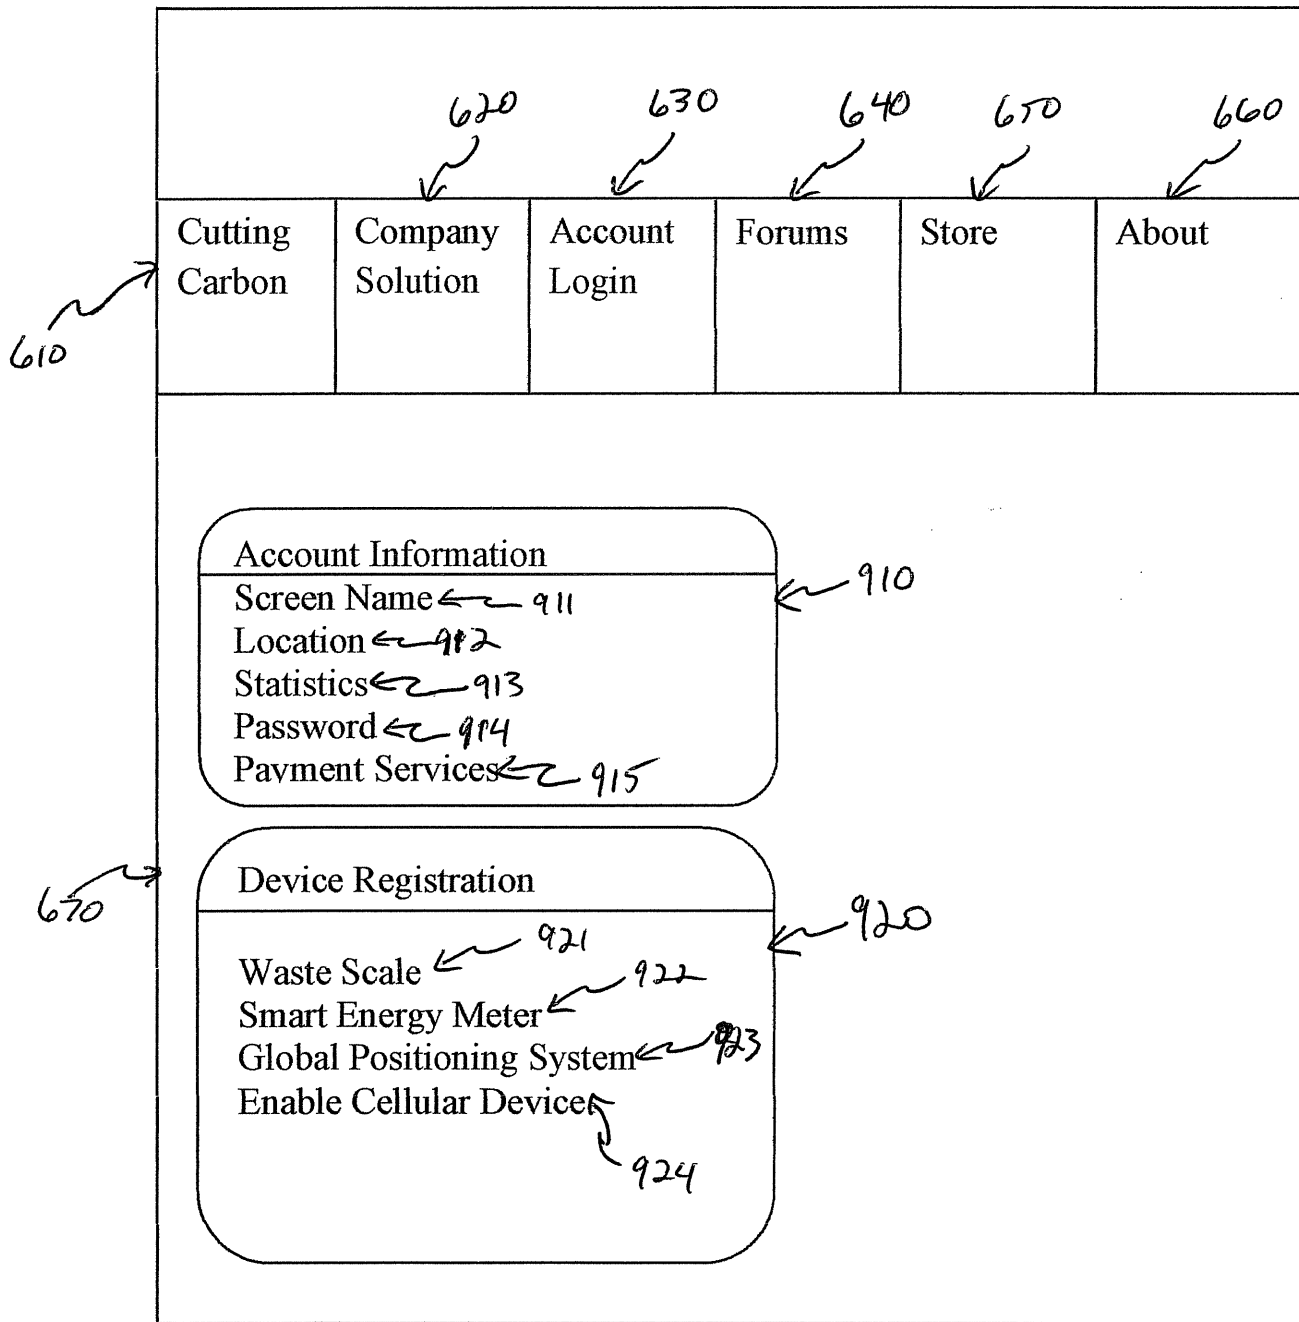 620 630 640 650 660
Cutting Company Account Forums Store About
Carbon Solution Login
610
Account Information
910
Screen Name 911
Location 912
Statistics 913
Password 914
Payment Services 915
670
Device Registration
920
921
Waste Scale
922
Smart Energy Meter
Global Positioning System 923
Enable Cellular Device
924